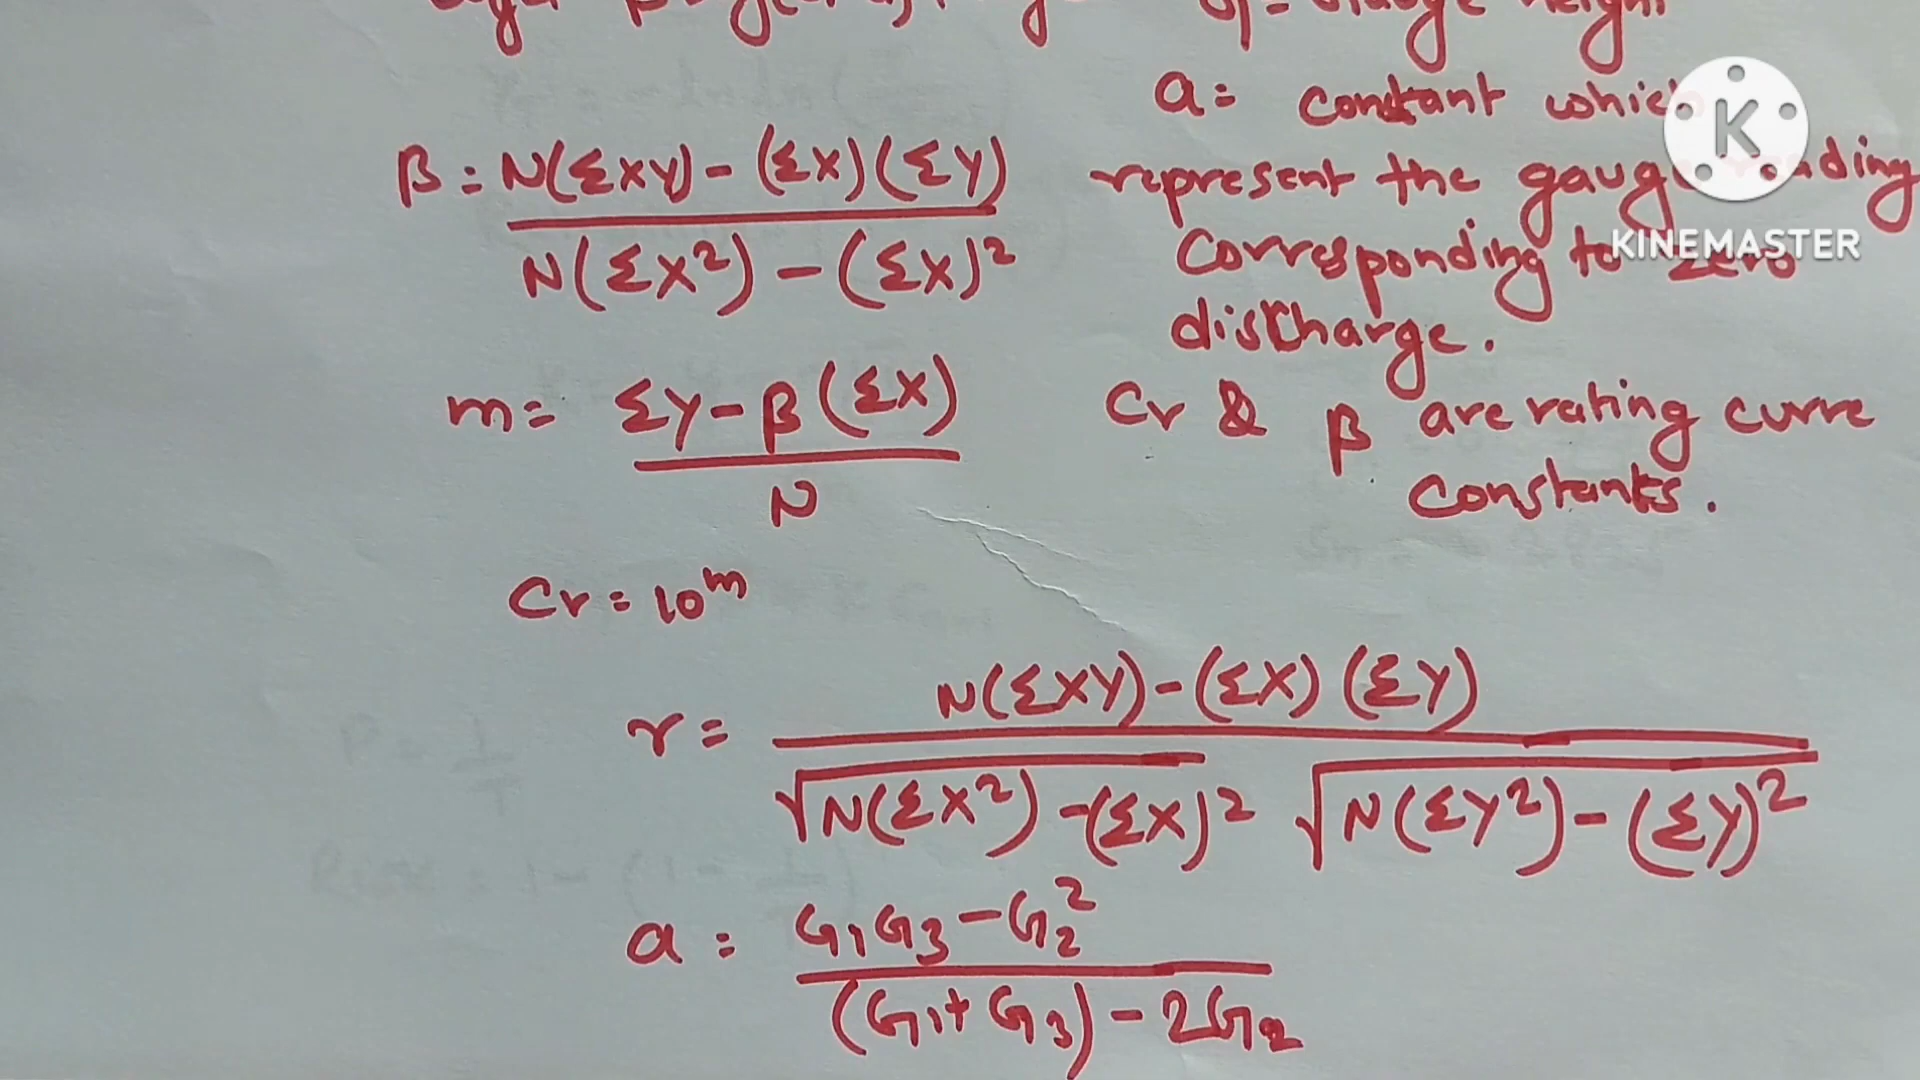 a = constant which
β = N(ΣXY) - (ΣX)(ΣY)
N(ΣX²) - (ΣX)²
represent the gauge reading
corresponding to zero
discharge.
m = ΣY - β(ΣX)
N
Cr & β are rating curve
constants.
Cr = 10ᵐ
r = N(ΣXY) - (ΣX)(ΣY)
√N(ΣX²) - (ΣX)² √N(ΣY²) - (ΣY)²
a = G₁G₃ - G₂²
(G₁ + G₃) - 2G₂
K
KINEMASTER